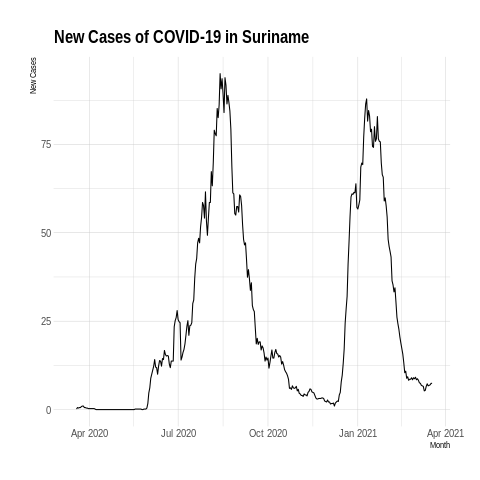 New Cases of COVID-19 in Suriname
New Cases
75
50
25
0
Apr 2020 Jul 2020 Oct 2020 Jan 2021 Apr 2021
Month